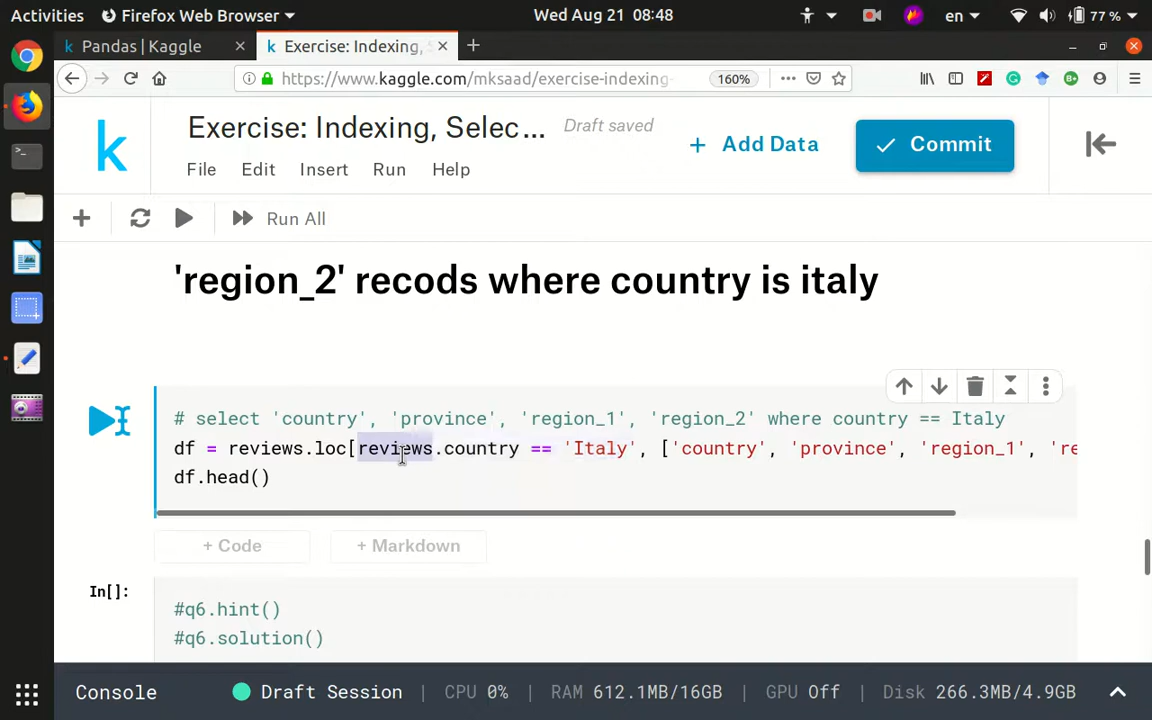 Activities Firefox Web Browser Wed Aug 21 08:48 en 77 %
Pandas | Kaggle Exercise: Indexing,
https://www.kaggle.com/mksaad/exercise-indexing- 160%
Exercise: Indexing, Selec... Draft saved
+ Add Data Commit
File Edit Insert Run Help
Run All
'region_2' recods where country is italy
# select 'country', 'province', 'region_1', 'region_2' where country == Italy
df = reviews.loc[reviews.country == 'Italy', ['country', 'province', 'region_1', 're
df.head()
+ Code + Markdown
In[]:
#q6.hint()
#q6.solution()
Console Draft Session | CPU 0% | RAM 612.1MB/16GB | GPU Off | Disk 266.3MB/4.9GB